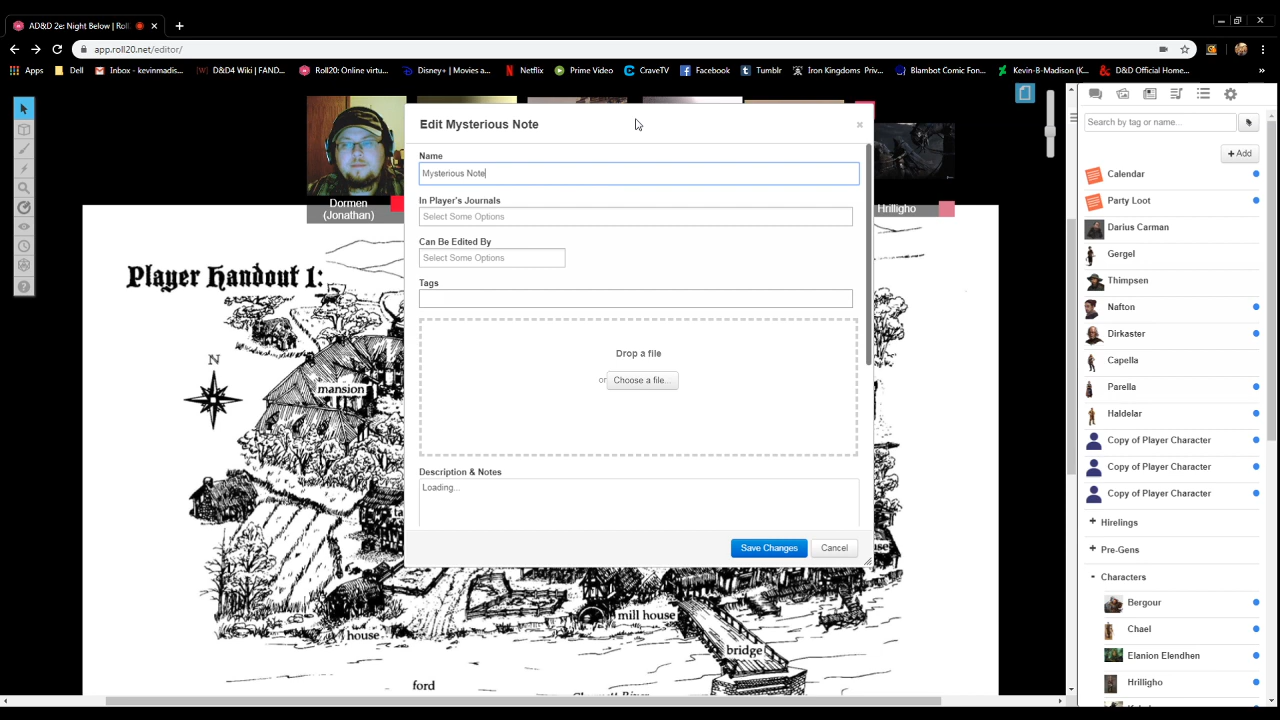 AD&D 2e: Night Below | Roll
app.roll20.net/editor/
Apps
Dell
Inbox - kevinmadis...
D&D4 Wiki | FAND...
Roll20: Online virtu...
Disney+ | Movies a...
Netflix
Prime Video
CraveTV
Facebook
Tumblr
Iron Kingdoms Priv...
Blambot Comic Fon...
Kevin-B-Madison (K...
D&D Official Home...
»
Edit Mysterious Note
×
Name
Mysterious Note
In Player's Journals
Select Some Options
Can Be Edited By
Select Some Options
Tags
Drop a file
or Choose a file...
Description & Notes
Loading...
Save Changes
Cancel
Dormen
(Jonathan)
Hrilligho
Player Handout 1:
N
mansion
house
mill house
bridge
ford
Search by tag or name...
+ Add
Calendar
Party Loot
Darius Carman
Gergel
Thimpsen
Nafton
Dirkaster
Capella
Parella
Haldelar
Copy of Player Character
Copy of Player Character
Copy of Player Character
+ Hirelings
+ Pre-Gens
- Characters
Bergour
Chael
Elanion Elendhen
Hrilligho